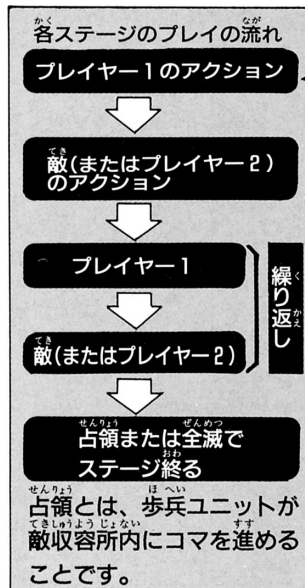 各ステージのプレイの流れ
プレイヤー1のアクション
敵(またはプレイヤー2)
のアクション
プレイヤー1
敵(またはプレイヤー2)
繰り返し
占領または全滅で
ステージ終る
占領とは、歩兵ユニットが
敵収容所内にコマを進める
ことです。